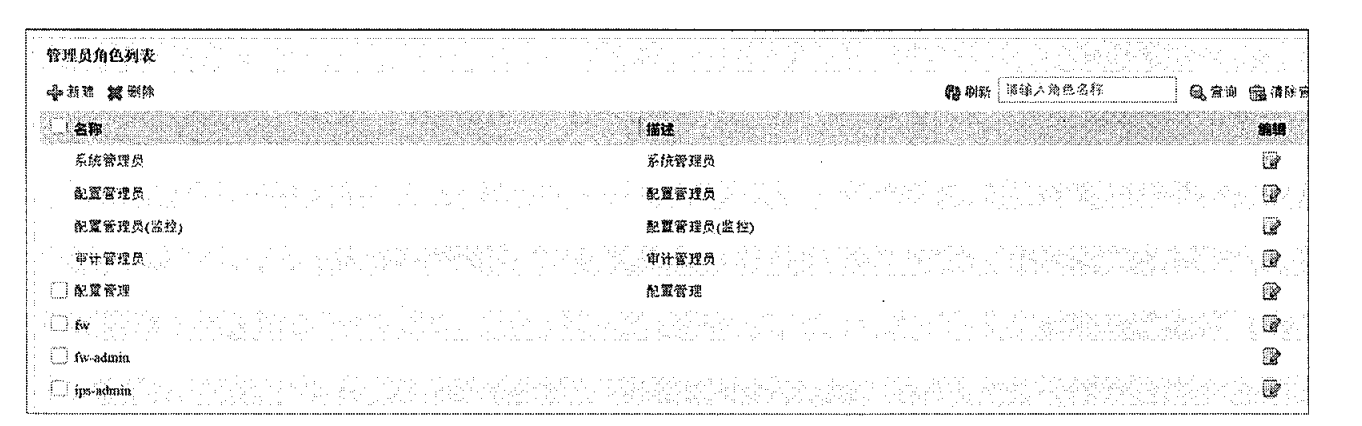 管理员角色列表
新建 删除 刷新 请输入角色名称 查询 清除
名称 描述 编辑
系统管理员 系统管理员
配置管理员 配置管理员
配置管理员(监控) 配置管理员(监控)
审计管理员 审计管理员
配置管理 配置管理
fw
fw-admin
ips-admin